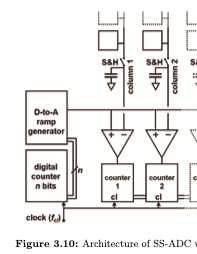 S&H
column 1
S&H
column 2
D-to-A
ramp
generator
+ −
+ −
digital
counter
n bits
n
counter
1
cl
counter
2
cl
clock (fcl)
Figure 3.10: Architecture of SS-ADC